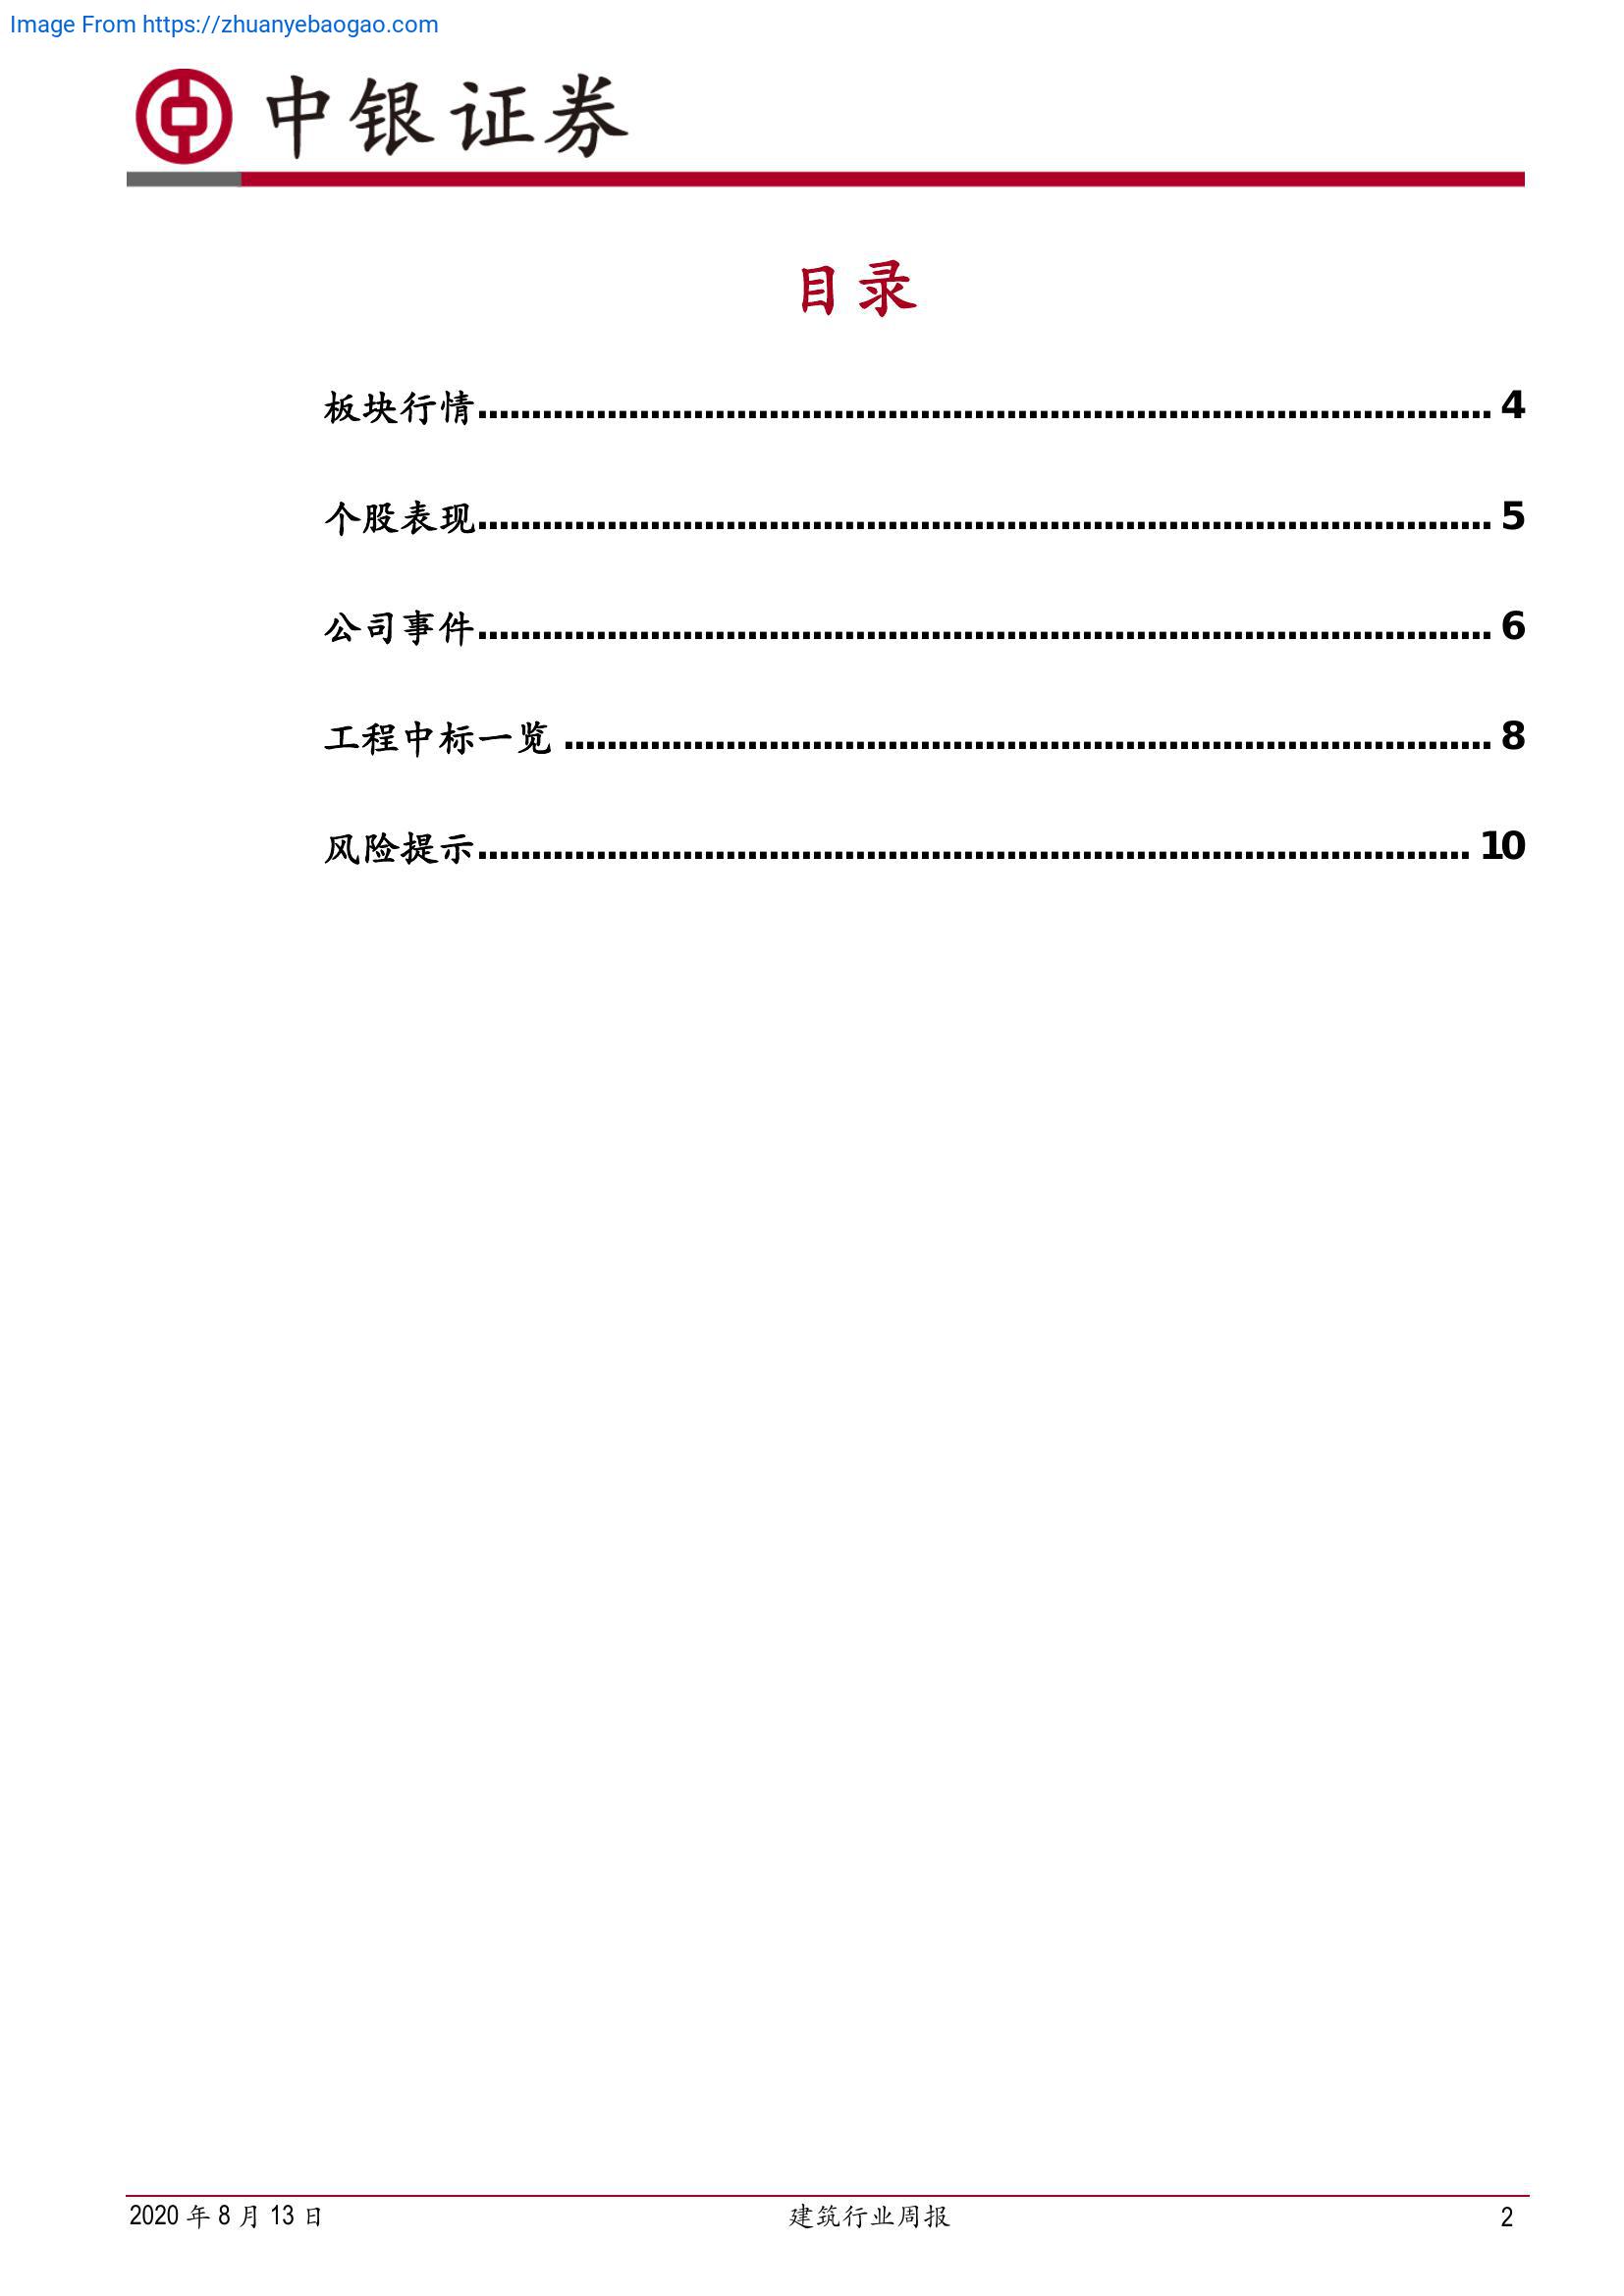 Image From https://zhuanyebaogao.com
中银证券
目录
板块行情.................................................................................................. 4
个股表现.................................................................................................. 5
公司事件.................................................................................................. 6
工程中标一览 .......................................................................................... 8
风险提示................................................................................................ 10
2020 年 8 月 13 日 建筑行业周报 2